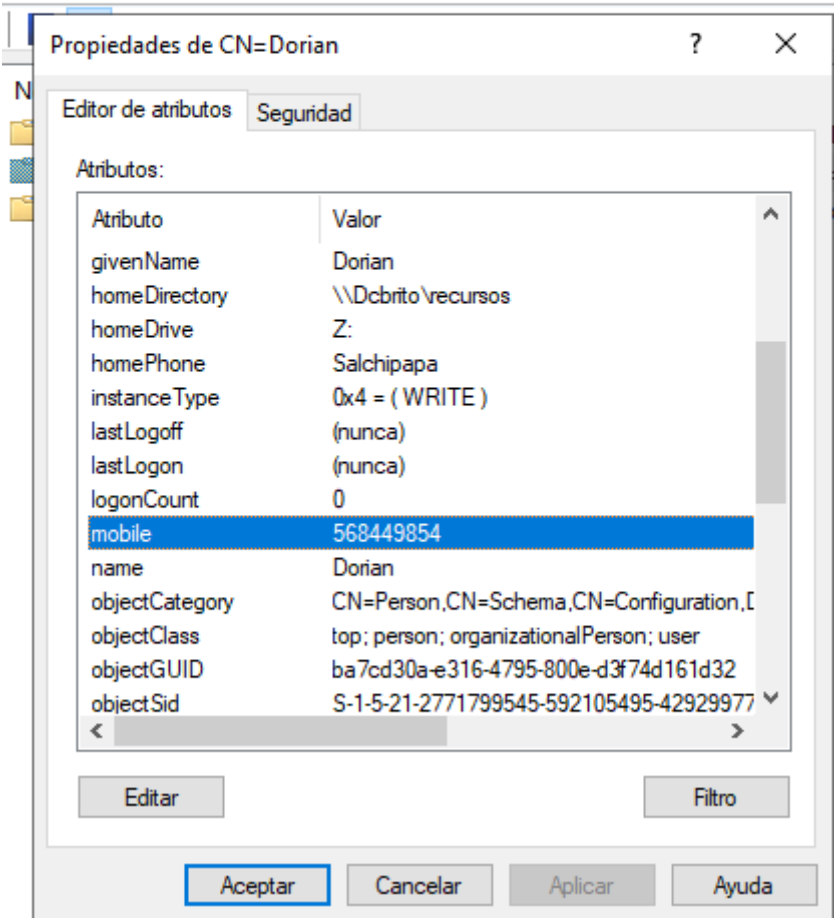 Propiedades de CN=Dorian ? ×
N
Editor de atributos Seguridad
Atributos:
Atributo Valor
givenName Dorian
homeDirectory \\Dcbrito\recursos
homeDrive Z:
homePhone Salchipapa
instanceType 0x4 = ( WRITE )
lastLogoff (nunca)
lastLogon (nunca)
logonCount 0
mobile 568449854
name Dorian
objectCategory CN=Person,CN=Schema,CN=Configuration,D
objectClass top; person; organizationalPerson; user
objectGUID ba7cd30a-e316-4795-800e-d3f74d161d32
objectSid S-1-5-21-2771799545-592105495-42929977
Editar Filtro
Aceptar Cancelar Aplicar Ayuda